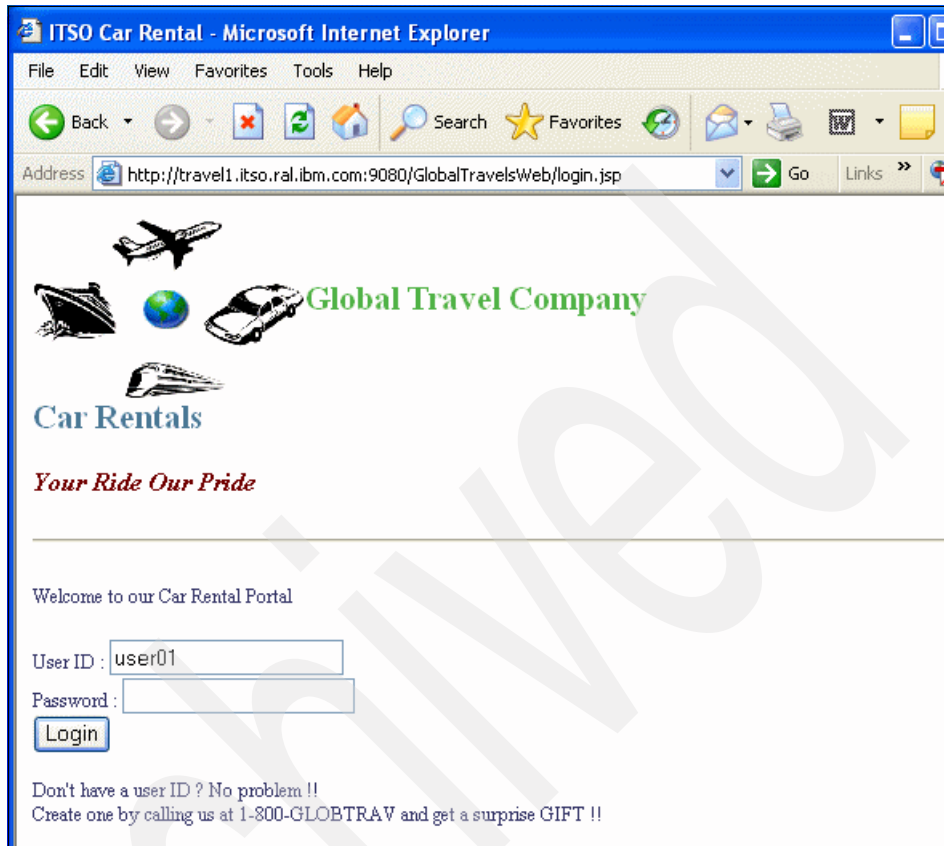 ITSO Car Rental - Microsoft Internet Explorer
File Edit View Favorites Tools Help
Back Search Favorites W
Address http://travel1.itso.ral.ibm.com:9080/GlobalTravelsWeb/login.jsp Go Links »
Global Travel Company
Car Rentals
Your Ride Our Pride
Welcome to our Car Rental Portal
User ID : user01
Password :
Login
Don't have a user ID ? No problem !!
Create one by calling us at 1-800-GLOBTRAV and get a surprise GIFT !!
hived